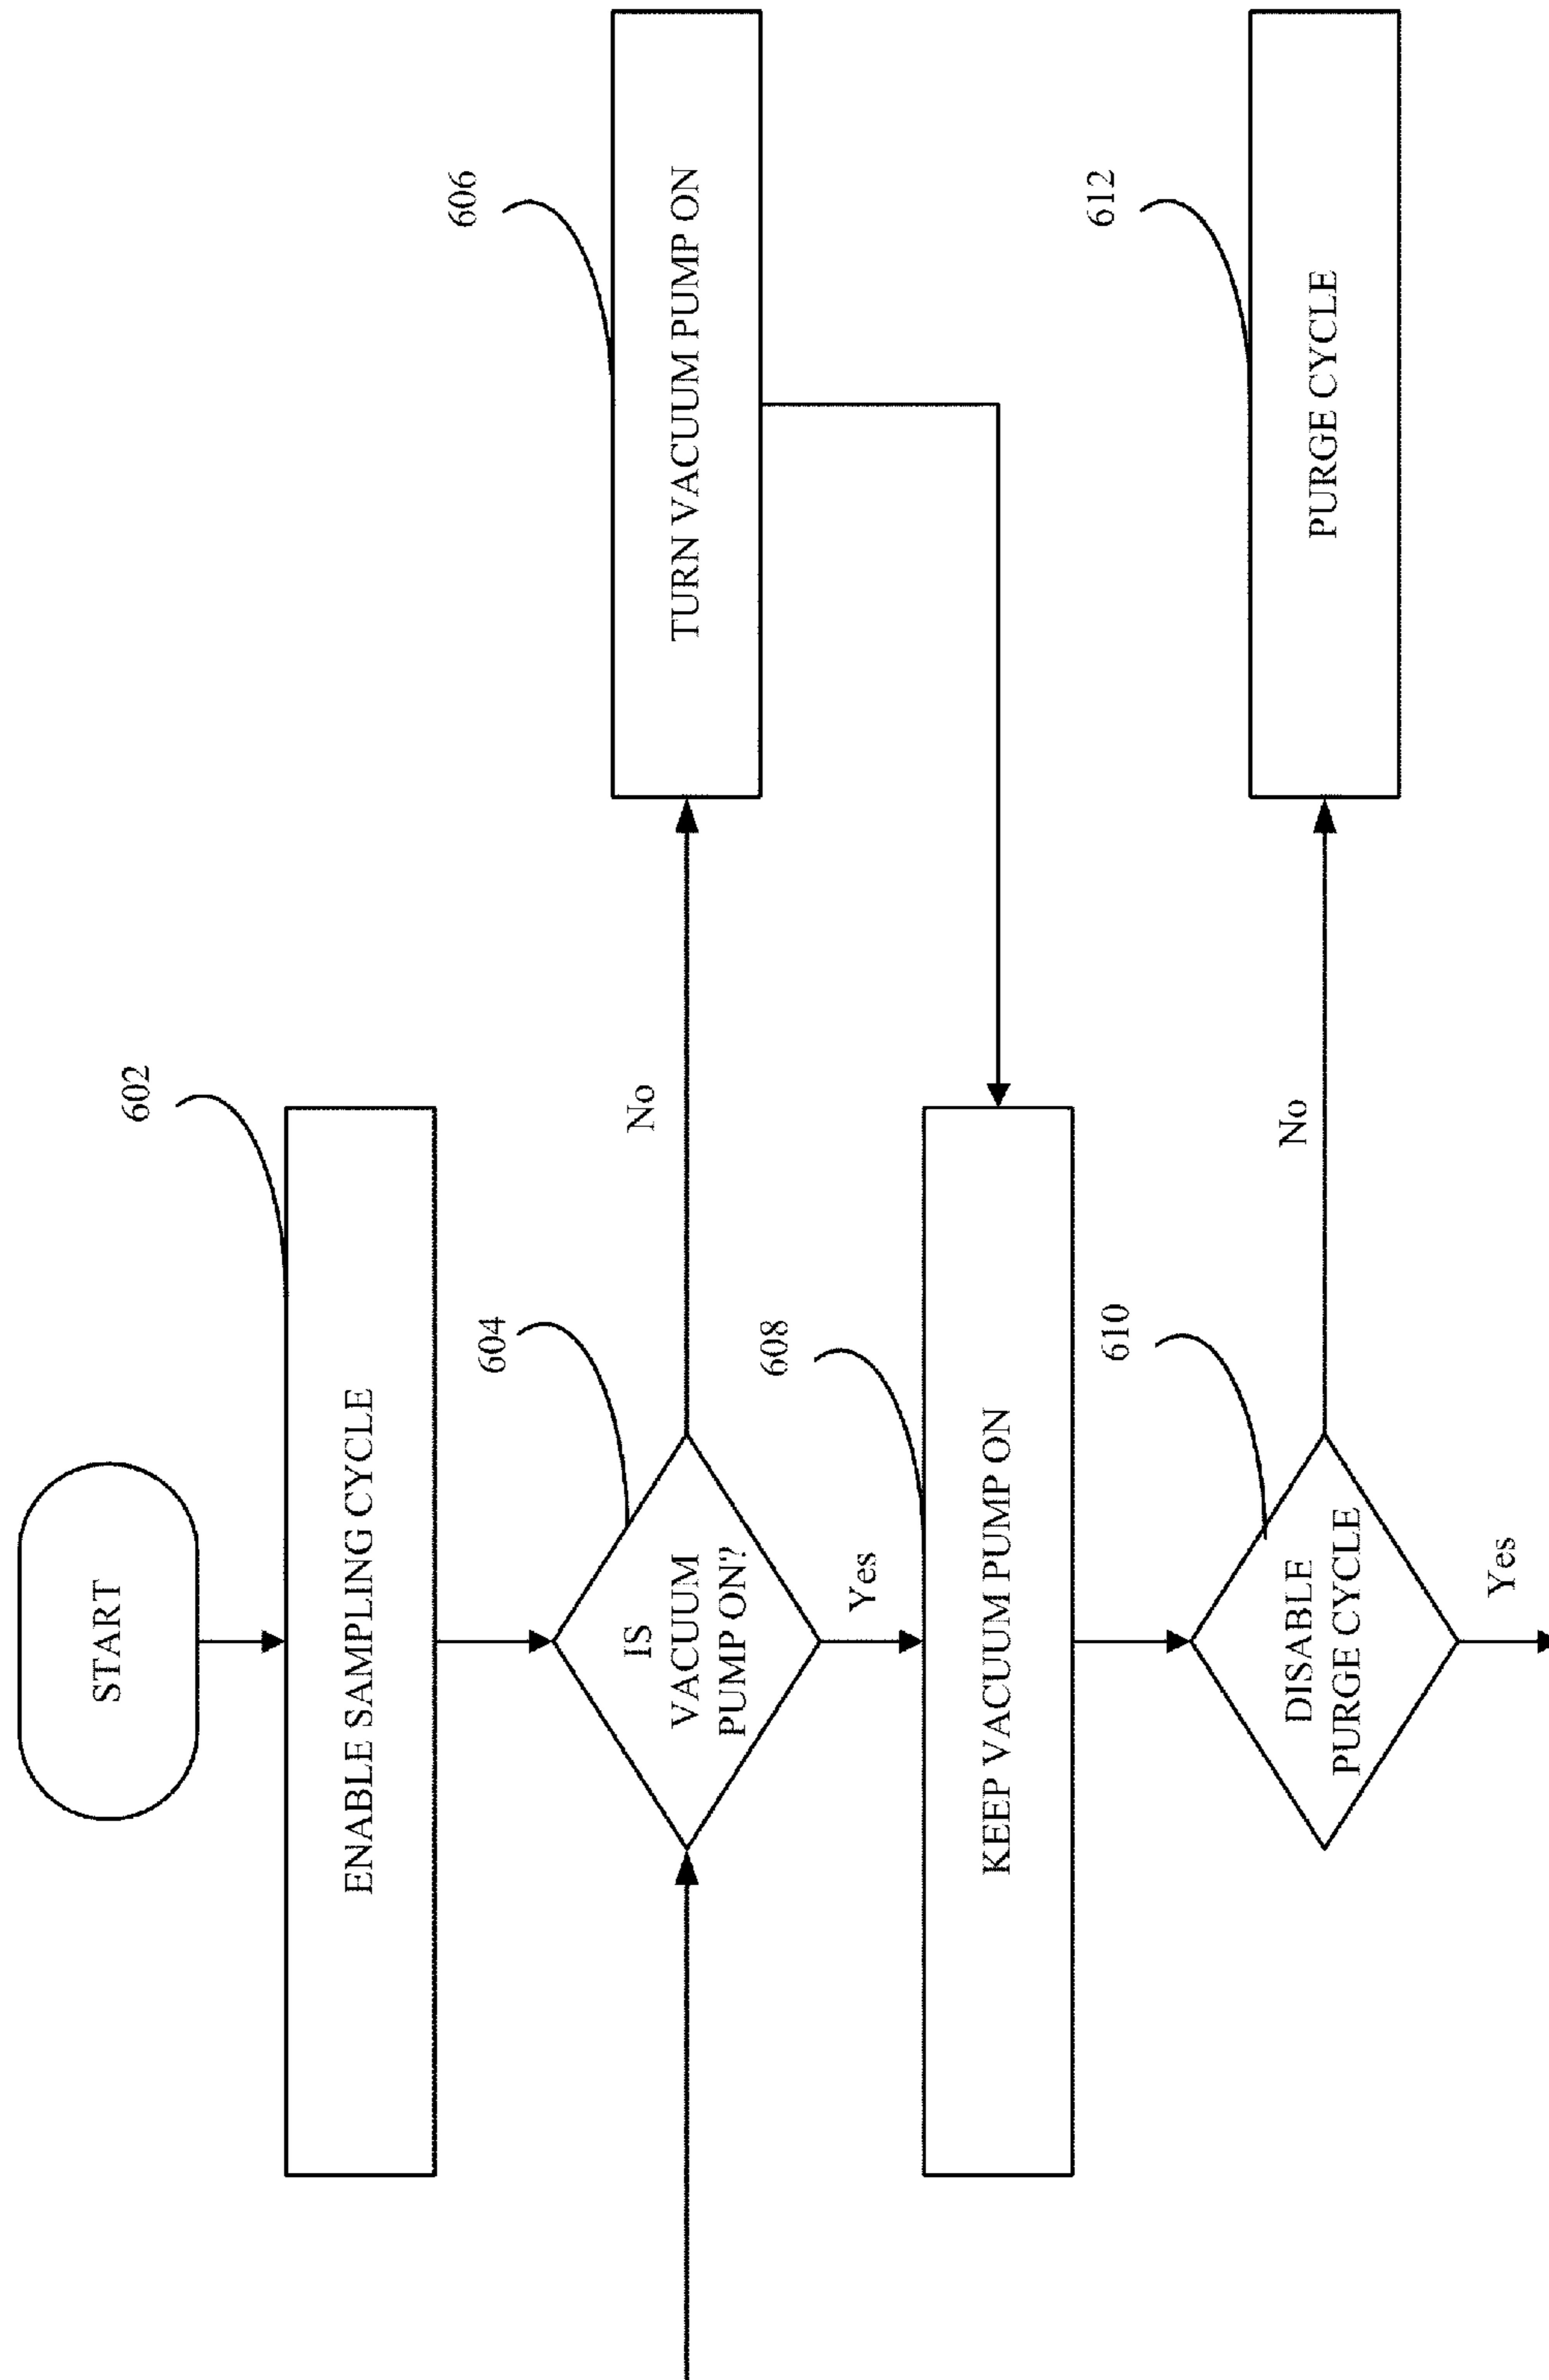 START
602
ENABLE SAMPLING CYCLE
604
IS
VACUUM
PUMP ON?
No
606
TURN VACUUM PUMP ON
Yes
608
KEEP VACUUM PUMP ON
610
DISABLE
PURGE CYCLE
No
612
PURGE CYCLE
Yes